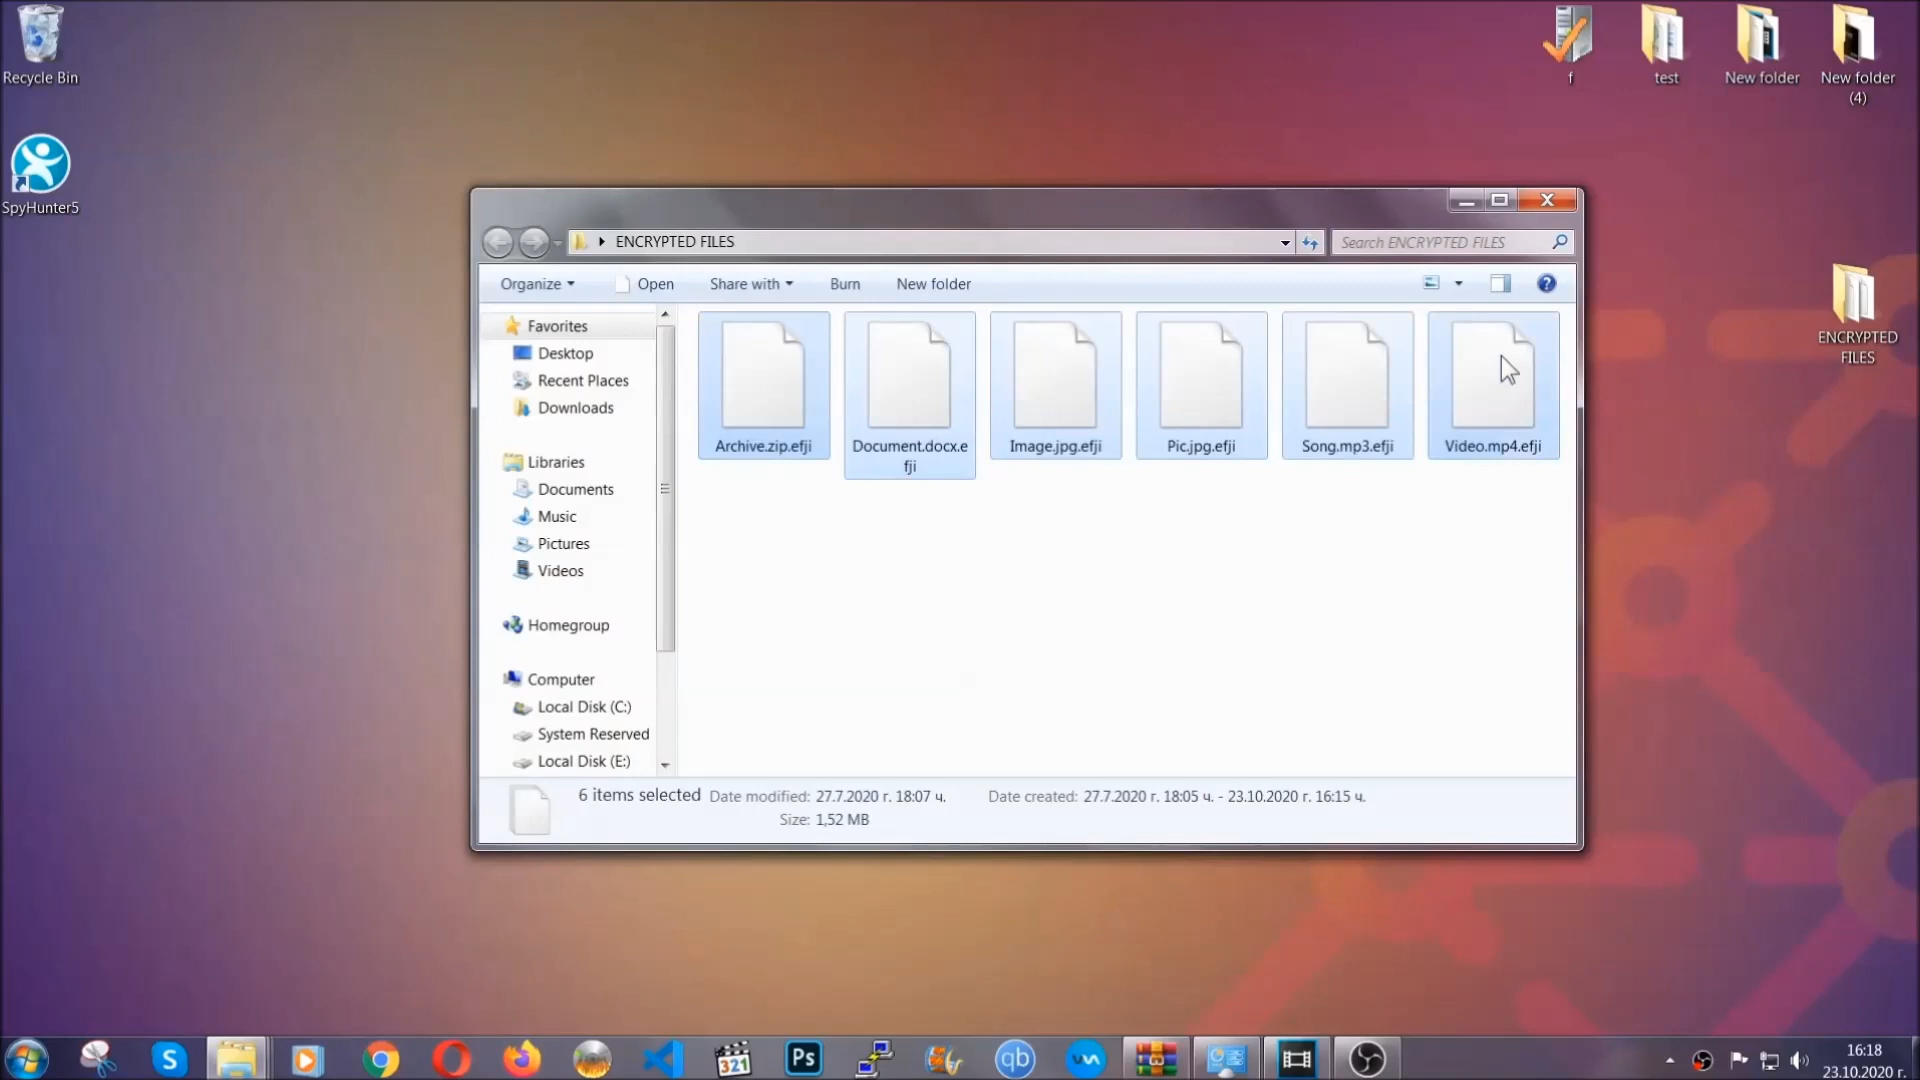 Recycle Bin
SpyHunter5
f
test
New folder
New folder
(4)
ENCRYPTED
FILES
ENCRYPTED FILES
Search ENCRYPTED FILES
Organize
Open
Share with
Burn
New folder
Favorites
Desktop
Recent Places
Downloads
Libraries
Documents
Music
Pictures
Videos
Homegroup
Computer
Local Disk (C:)
System Reserved
Local Disk (E:)
Archive.zip.efji
Document.docx.e
fji
Image.jpg.efji
Pic.jpg.efji
Song.mp3.efji
Video.mp4.efji
6 items selected
Date modified: 27.7.2020 г. 18:07 ч.
Date created: 27.7.2020 г. 18:05 ч. - 23.10.2020 г. 16:15 ч.
Size: 1,52 MB
S
321
Ps
qb
16:18
23.10.2020 г.